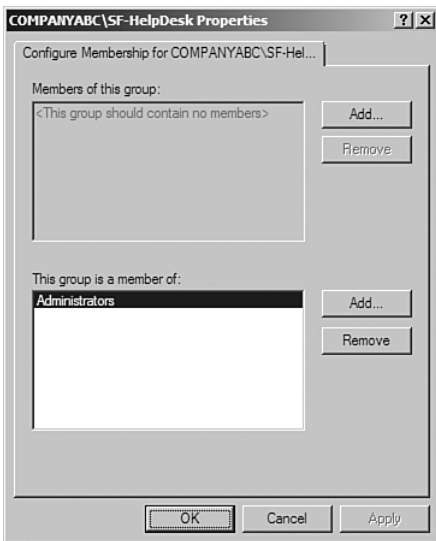 COMPANYABC\SF-HelpDesk Properties
Configure Membership for COMPANYABC\SF-Hel...
Members of this group:
<This group should contain no members>
Add...
Remove
This group is a member of:
Administrators
Add...
Remove
OK
Cancel
Apply